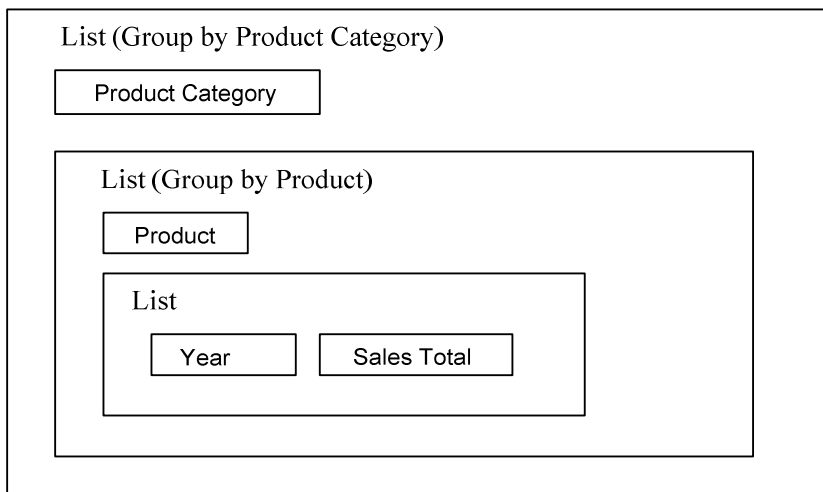 List (Group by Product Category)
Product Category
List (Group by Product)
Product
List
Year
Sales Total